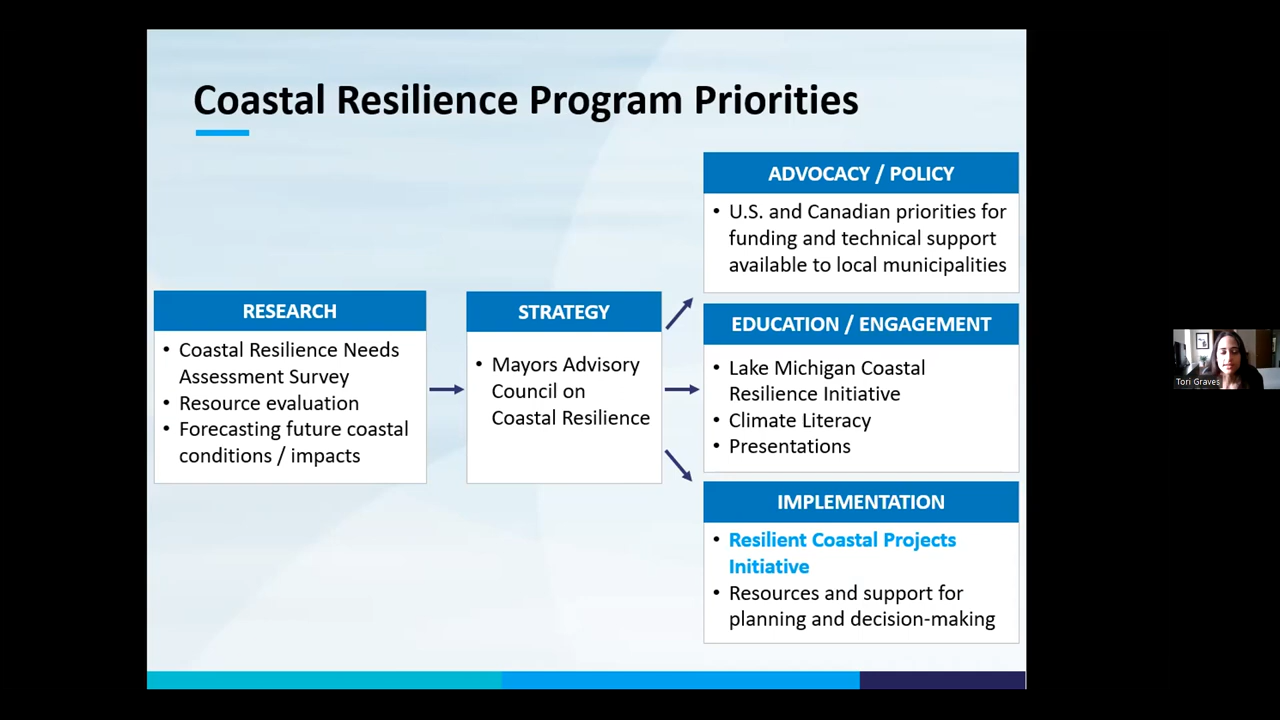 Coastal Resilience Program Priorities
RESEARCH
• Coastal Resilience Needs
Assessment Survey
• Resource evaluation
• Forecasting future coastal
conditions / impacts
STRATEGY
• Mayors Advisory
Council on
Coastal Resilience
ADVOCACY / POLICY
• U.S. and Canadian priorities for
funding and technical support
available to local municipalities
EDUCATION / ENGAGEMENT
• Lake Michigan Coastal
Resilience Initiative
• Climate Literacy
• Presentations
IMPLEMENTATION
• Resilient Coastal Projects
Initiative
• Resources and support for
planning and decision-making
Tori Graves